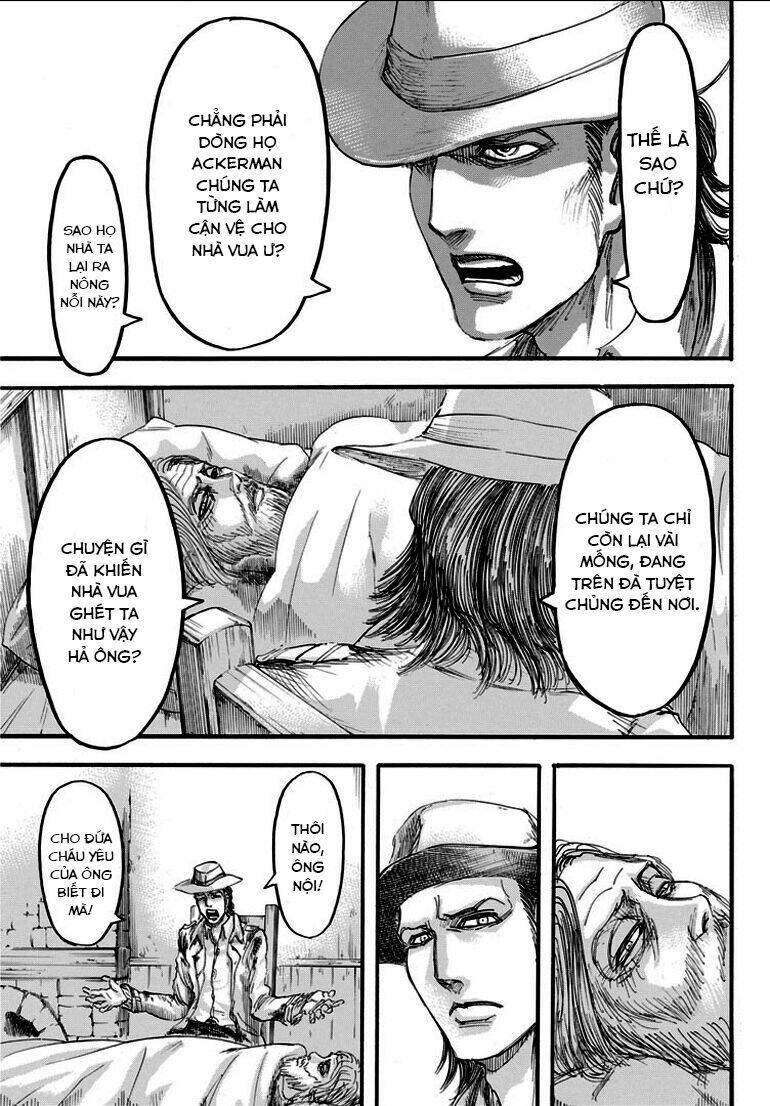 THẾ LÀ
SAO
CHỨ?
CHẲNG PHẢI
DÒNG HỌ
ACKERMAN
CHÚNG TA
TỪNG LÀM
CẬN VỆ CHO
NHÀ VUA Ư?
SAO HỌ
NHÀ TA
LẠI RA
NÔNG
NỖI NÀY?
CHÚNG TA CHỈ
CÒN LẠI VÀI
MỐNG, ĐANG
TRÊN ĐÀ TUYỆT
CHỦNG ĐẾN NƠI.
CHUYỆN GÌ
ĐÃ KHIẾN
NHÀ VUA
GHÉT TA
NHƯ VẬY
HẢ ÔNG?
THÔI
NÀO,
ÔNG
NỘI!
CHO ĐỨA
CHÁU YÊU
CỦA ÔNG
BIẾT ĐI
MÀ!